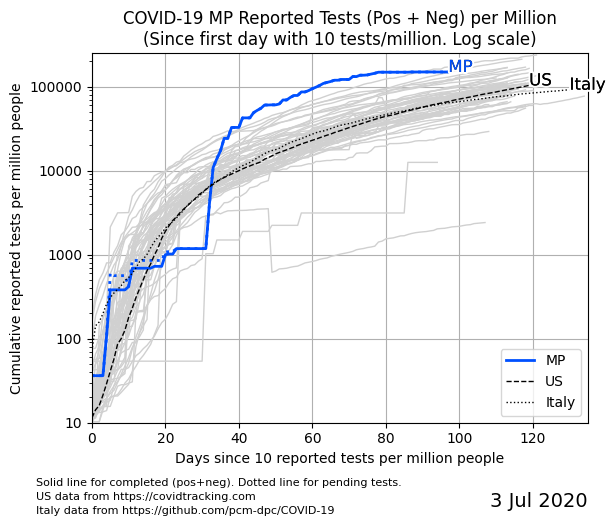 COVID-19 MP Reported Tests (Pos + Neg) per Million
(Since first day with 10 tests/million. Log scale)
Cumulative reported tests per million people
100000
10000
1000
100
10
MP
US
Italy
MP
US
Italy
0
20
40
60
80
100
120
Days since 10 reported tests per million people
Solid line for completed (pos+neg). Dotted line for pending tests.
US data from https://covidtracking.com
Italy data from https://github.com/pcm-dpc/COVID-19
3 Jul 2020